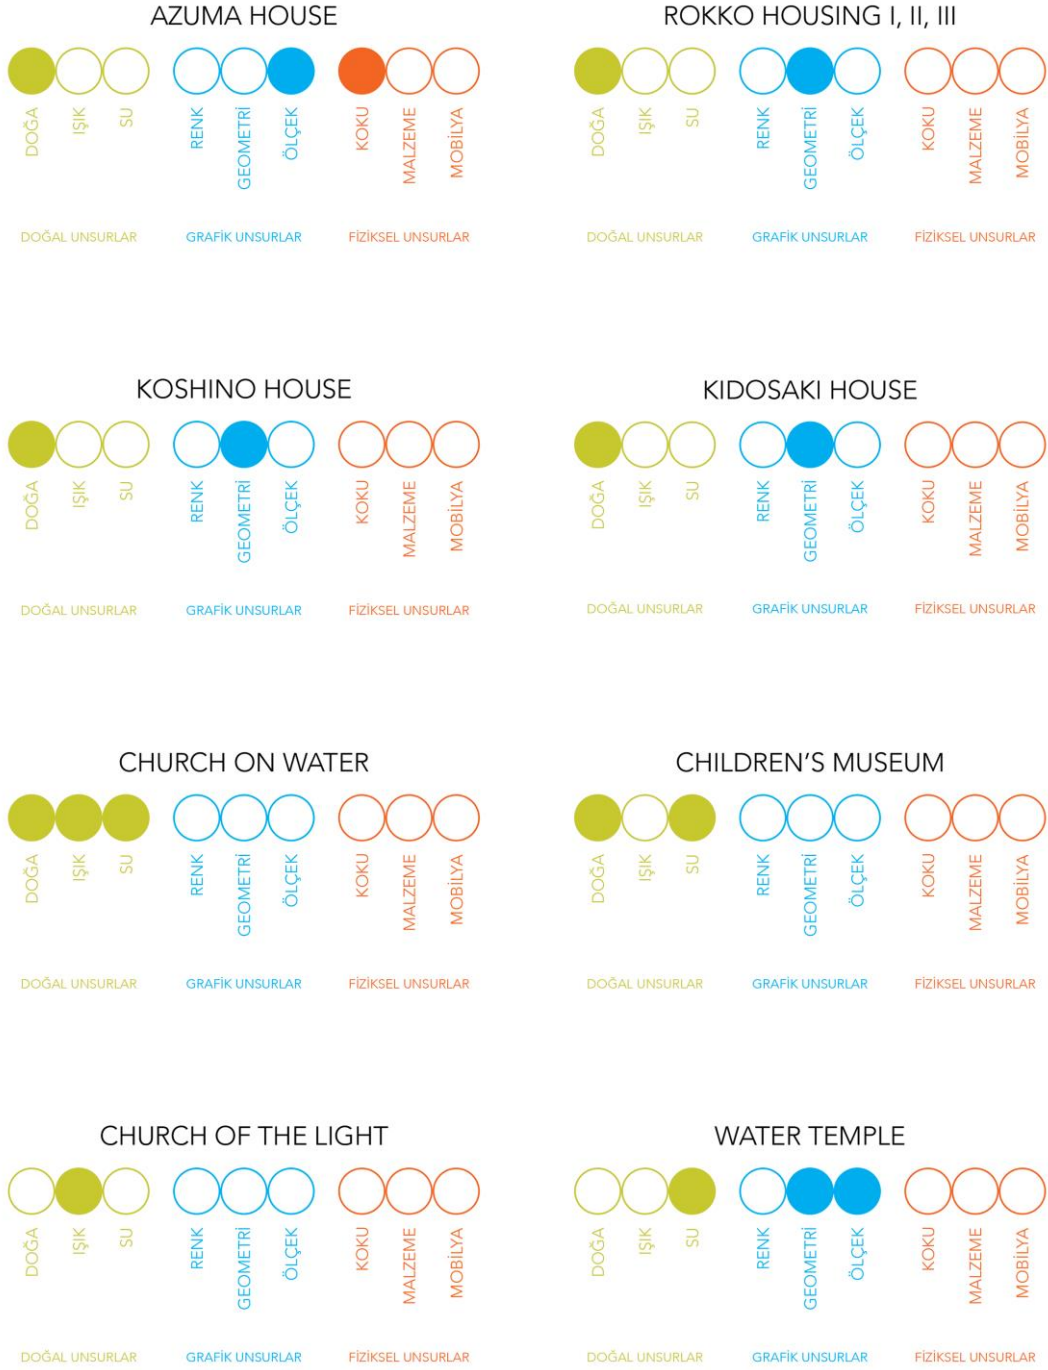 AZUMA HOUSE
DOĞA IŞIK SU RENK GEOMETRİ ÖLÇEK KOKU MALZEME MOBİLYA
DOĞAL UNSURLAR GRAFİK UNSURLAR FİZİKSEL UNSURLAR
ROKKO HOUSING I, II, III
DOĞA IŞIK SU RENK GEOMETRİ ÖLÇEK KOKU MALZEME MOBİLYA
DOĞAL UNSURLAR GRAFİK UNSURLAR FİZİKSEL UNSURLAR
KOSHINO HOUSE
DOĞA IŞIK SU RENK GEOMETRİ ÖLÇEK KOKU MALZEME MOBİLYA
DOĞAL UNSURLAR GRAFİK UNSURLAR FİZİKSEL UNSURLAR
KIDOSAKI HOUSE
DOĞA IŞIK SU RENK GEOMETRİ ÖLÇEK KOKU MALZEME MOBİLYA
DOĞAL UNSURLAR GRAFİK UNSURLAR FİZİKSEL UNSURLAR
CHURCH ON WATER
DOĞA IŞIK SU RENK GEOMETRİ ÖLÇEK KOKU MALZEME MOBİLYA
DOĞAL UNSURLAR GRAFİK UNSURLAR FİZİKSEL UNSURLAR
CHILDREN'S MUSEUM
DOĞA IŞIK SU RENK GEOMETRİ ÖLÇEK KOKU MALZEME MOBİLYA
DOĞAL UNSURLAR GRAFİK UNSURLAR FİZİKSEL UNSURLAR
CHURCH OF THE LIGHT
DOĞA IŞIK SU RENK GEOMETRİ ÖLÇEK KOKU MALZEME MOBİLYA
DOĞAL UNSURLAR GRAFİK UNSURLAR FİZİKSEL UNSURLAR
WATER TEMPLE
DOĞA IŞIK SU RENK GEOMETRİ ÖLÇEK KOKU MALZEME MOBİLYA
DOĞAL UNSURLAR GRAFİK UNSURLAR FİZİKSEL UNSURLAR